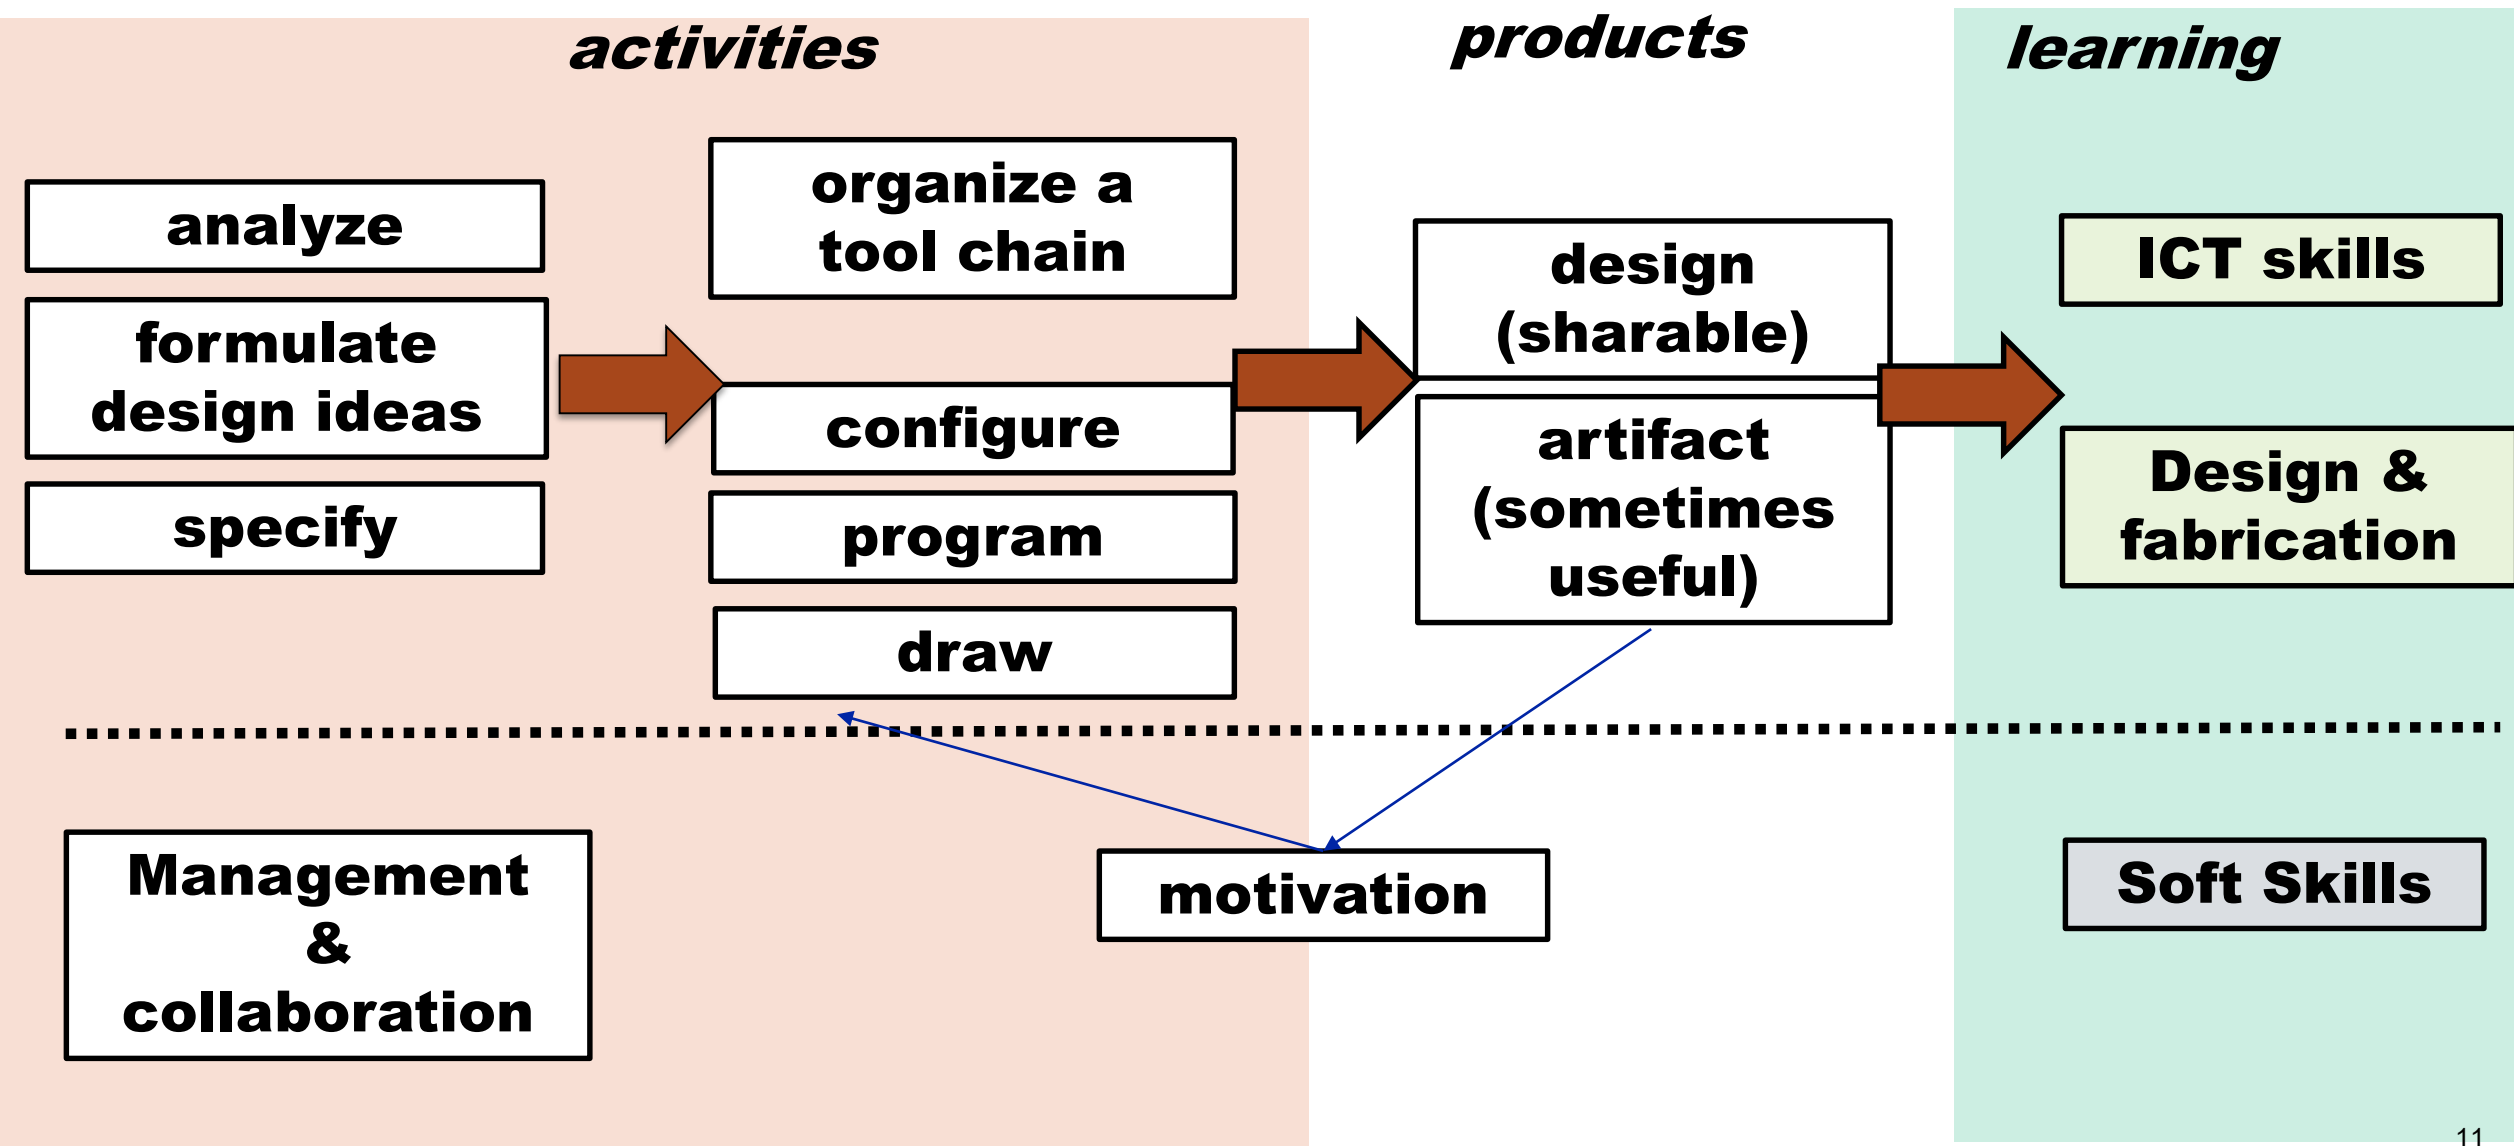 activities
products
learning
analyze
formulate
design ideas
specify
organize a
tool chain
configure
program
draw
design
(sharable)
artifact
(sometimes
useful)
ICT skills
Design &
fabrication
Management
&
collaboration
motivation
Soft Skills
11